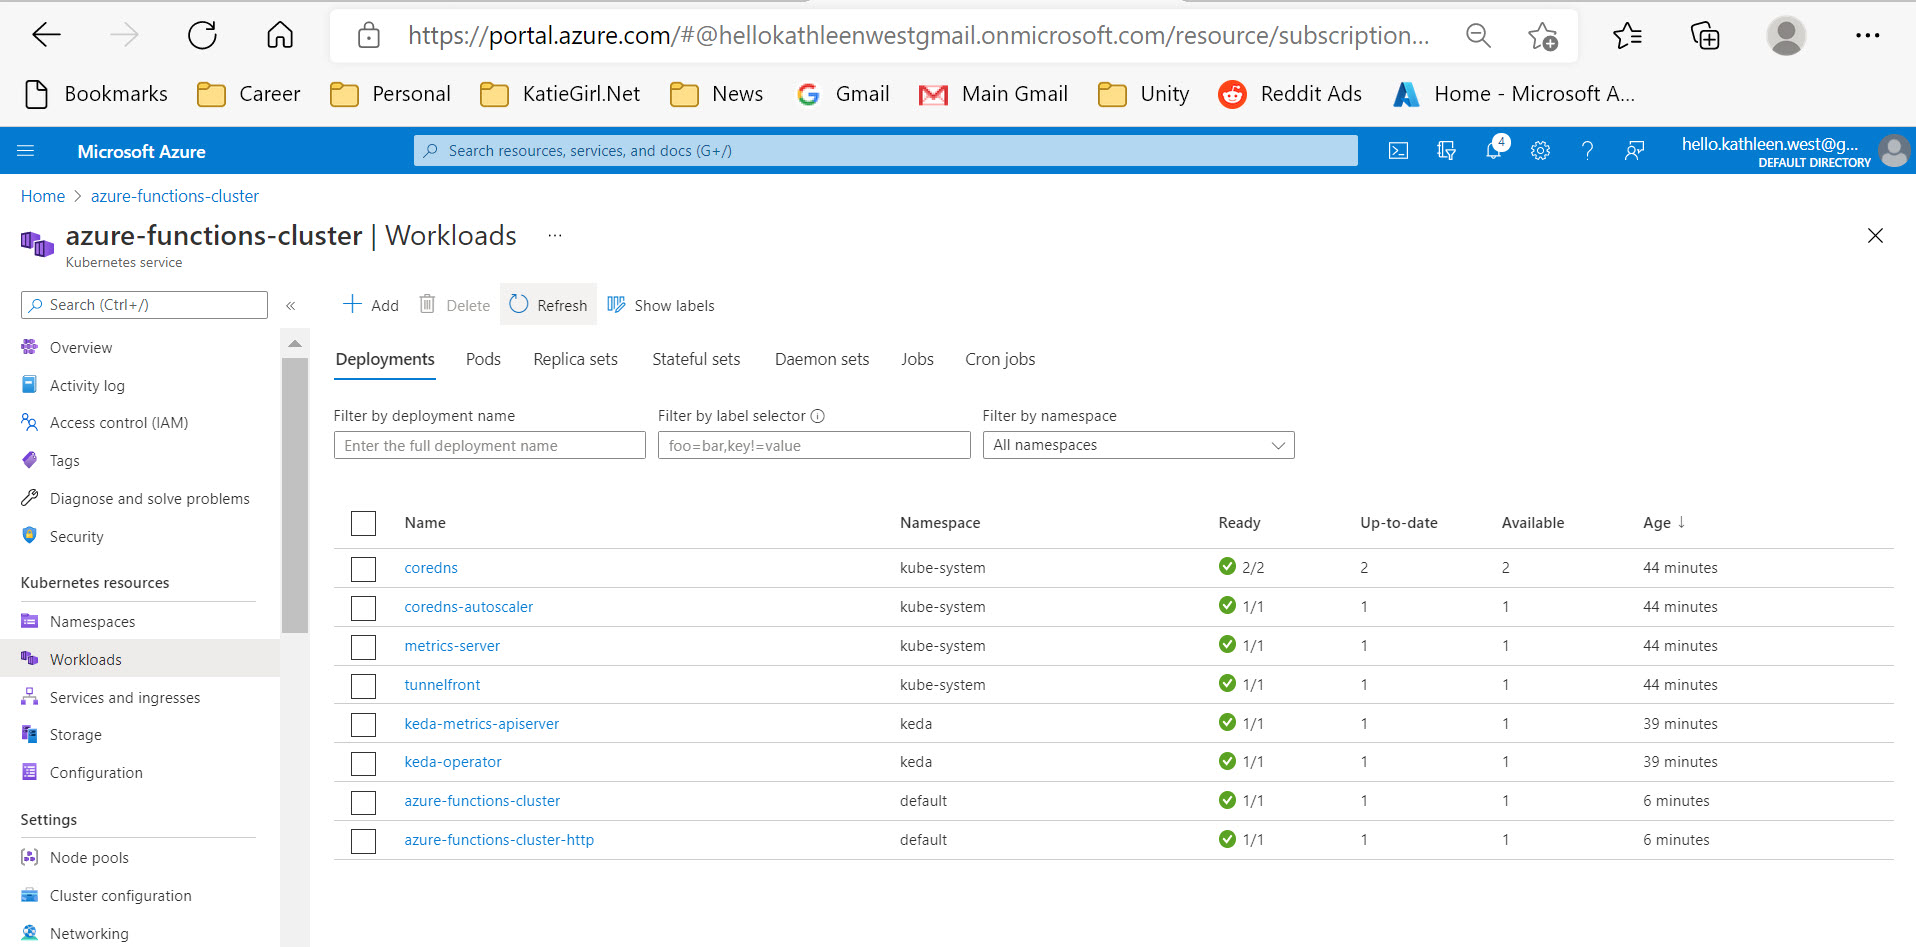 https://portal.azure.com/#@hellokathleenwestgmail.onmicrosoft.com/resource/subscription...
Bookmarks Career Personal KatieGirl.Net News Gmail Main Gmail Unity Reddit Ads Home - Microsoft A...
Microsoft Azure
Search resources, services, and docs (G+/)
4
hello.kathleen.west@g...
DEFAULT DIRECTORY
Home > azure-functions-cluster
azure-functions-cluster | Workloads ...
Kubernetes service
Search (Ctrl+/)
«
Overview
Activity log
Access control (IAM)
Tags
Diagnose and solve problems
Security
Kubernetes resources
Namespaces
Workloads
Services and ingresses
Storage
Configuration
Settings
Node pools
Cluster configuration
Networking
Add Delete Refresh Show labels
Deployments Pods Replica sets Stateful sets Daemon sets Jobs Cron jobs
Filter by deployment name Filter by label selector Filter by namespace
Enter the full deployment name foo=bar,key!=value All namespaces
Name Namespace Ready Up-to-date Available Age ↓
coredns kube-system 2/2 2 2 44 minutes
coredns-autoscaler kube-system 1/1 1 1 44 minutes
metrics-server kube-system 1/1 1 1 44 minutes
tunnelfront kube-system 1/1 1 1 44 minutes
keda-metrics-apiserver keda 1/1 1 1 39 minutes
keda-operator keda 1/1 1 1 39 minutes
azure-functions-cluster default 1/1 1 1 6 minutes
azure-functions-cluster-http default 1/1 1 1 6 minutes